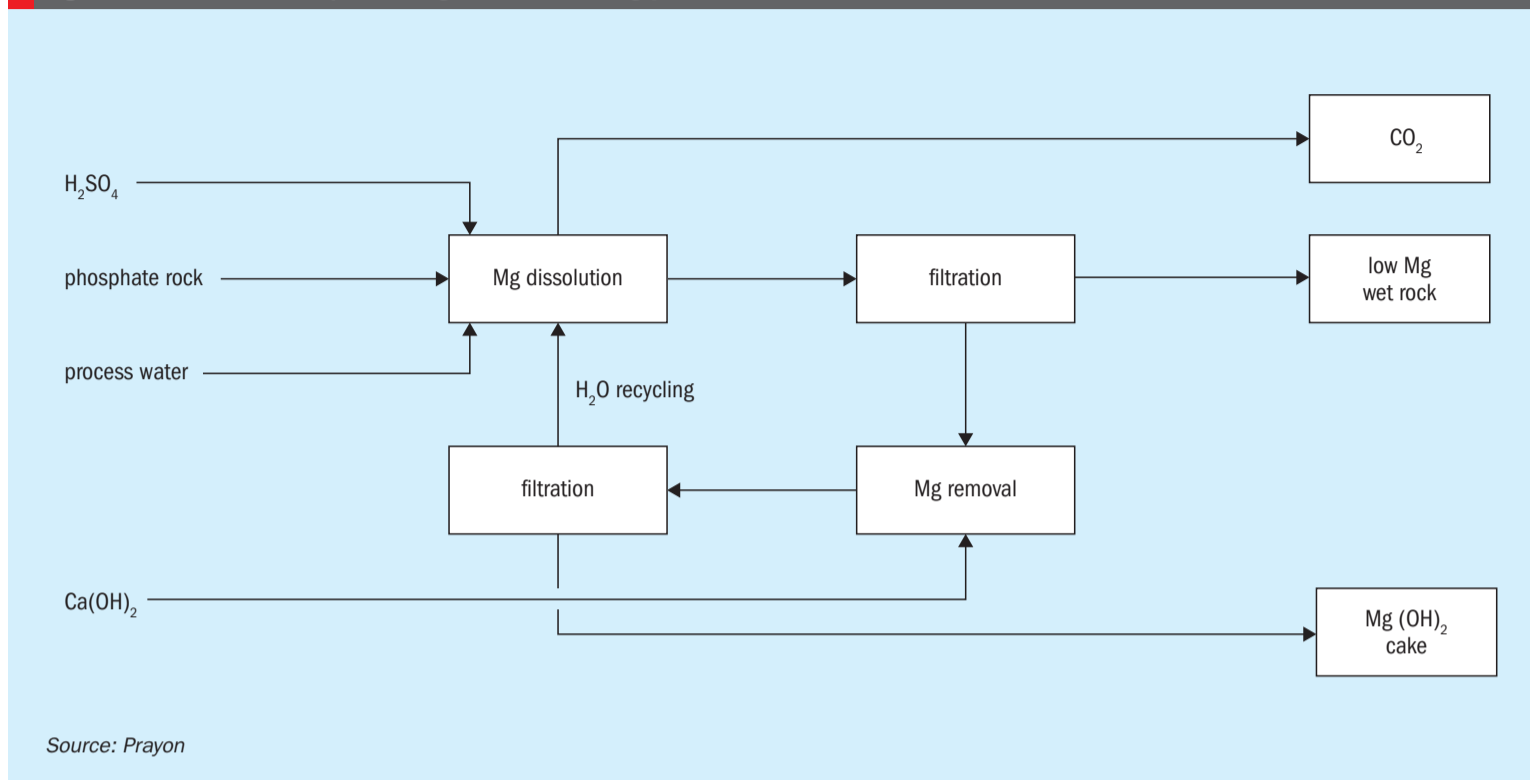 CO₂
H₂SO₄
phosphate rock
Mg dissolution
filtration
low Mg
wet rock
process water
H₂O recycling
filtration
Mg removal
Ca(OH)₂
Mg (OH)₂
cake
Source: Prayon